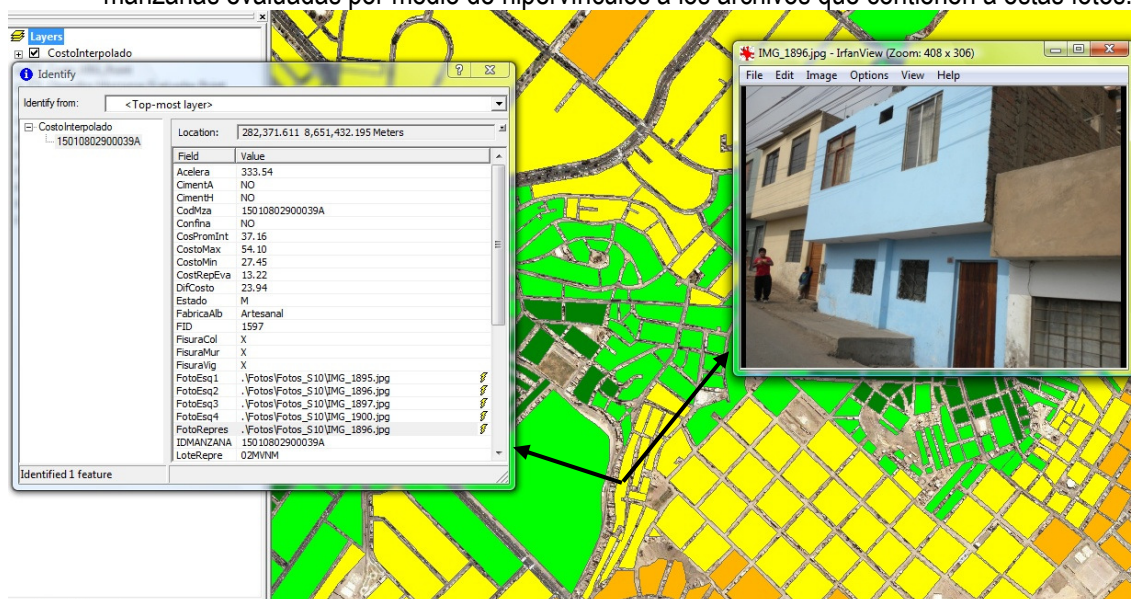 manzanas evaluadas por medio de hipervínculos a los archivos que contienen a estas fotos.
Layers
CostoInterpolado
Identify
Identify from: <Top-most layer>
CostoInterpolado
15010802900039A
Location: 282,371.611 8,651,432.195 Meters
Field Value
Acelera 333.54
CimentA NO
CimentH NO
CodMza 15010802900039A
Confina NO
CosPromInt 37.16
CostoMax 54.10
CostoMin 27.45
CostRepEva 13.22
DifCosto 23.94
Estado M
FabricaAlb Artesanal
FID 1597
FisuraCol X
FisuraMur X
FisuraVig X
FotoEsq1 .\Fotos\Fotos_S10\IMG_1895.jpg
FotoEsq2 .\Fotos\Fotos_S10\IMG_1896.jpg
FotoEsq3 .\Fotos\Fotos_S10\IMG_1897.jpg
FotoEsq4 .\Fotos\Fotos_S10\IMG_1900.jpg
FotoRepres .\Fotos\Fotos_S10\IMG_1896.jpg
IDMANZANA 15010802900039A
LoteRepre 02MVNM
Identified 1 feature
IMG_1896.jpg - IrfanView (Zoom: 408 x 306)
File Edit Image Options View Help